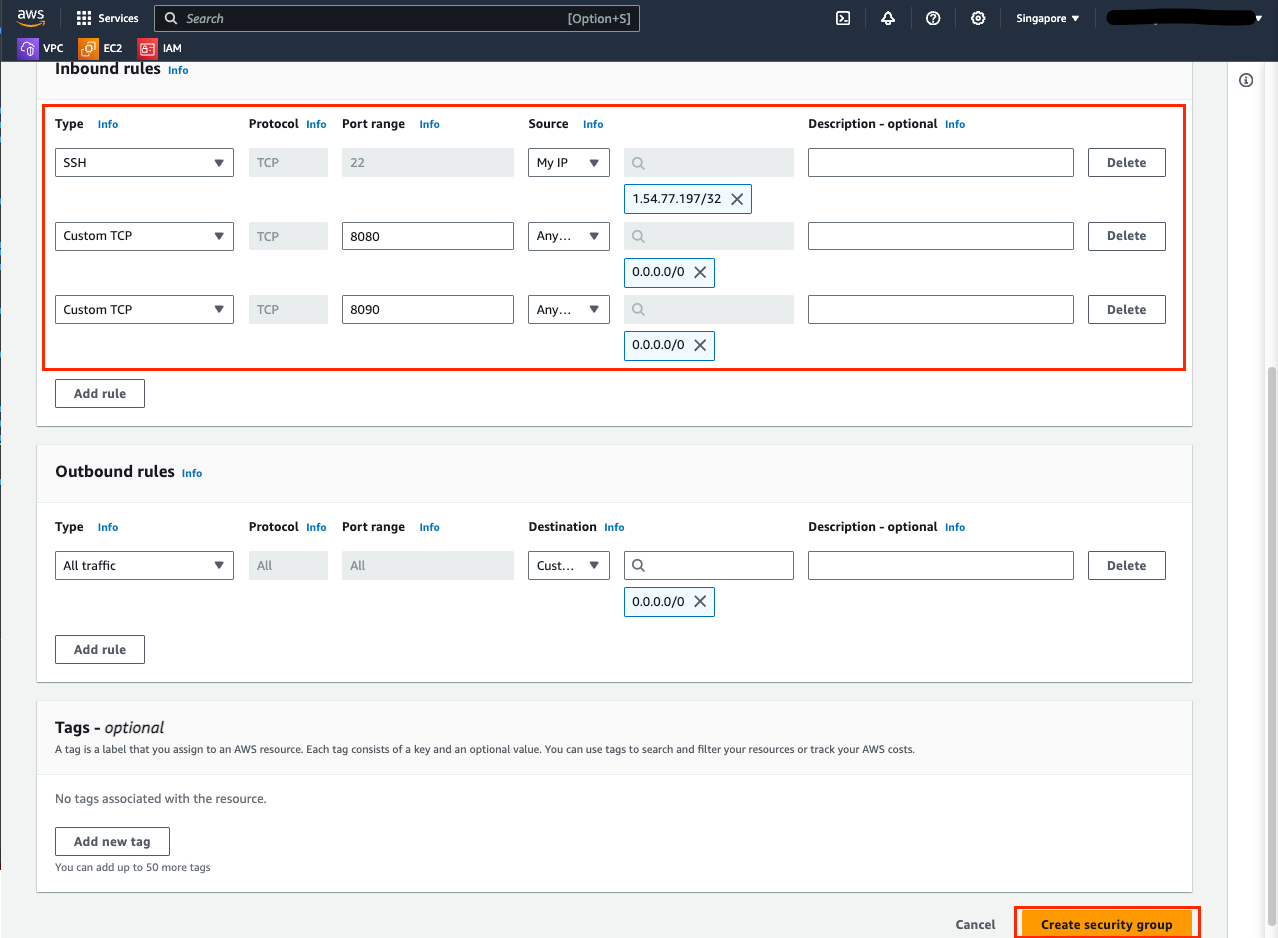 aws Services Search [Option+S] Singapore
VPC EC2 IAM
Inbound rules Info
Type Info Protocol Info Port range Info Source Info Description - optional Info
SSH TCP 22 My IP Delete
1.54.77.197/32
Custom TCP TCP 8080 Any... Delete
0.0.0.0/0
Custom TCP TCP 8090 Any... Delete
0.0.0.0/0
Add rule
Outbound rules Info
Type Info Protocol Info Port range Info Destination Info Description - optional Info
All traffic All All Cust... Delete
0.0.0.0/0
Add rule
Tags - optional
A tag is a label that you assign to an AWS resource. Each tag consists of a key and an optional value. You can use tags to search and filter your resources or track your AWS costs.
No tags associated with the resource.
Add new tag
You can add up to 50 more tags
Cancel Create security group